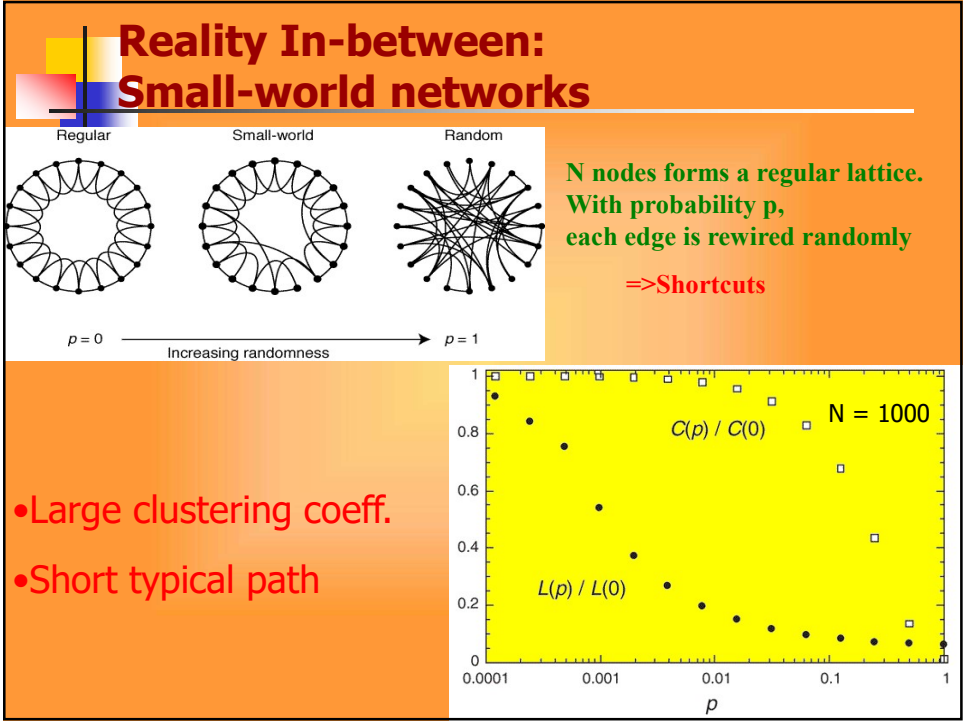 Reality In-between:
Small-world networks
Regular Small-world Random
p = 0 p = 1
Increasing randomness
N nodes forms a regular lattice.
With probability p,
each edge is rewired randomly
=>Shortcuts
•Large clustering coeff.
•Short typical path
1
0.8
0.6
0.4
0.2
0
N = 1000
C(p) / C(0)
L(p) / L(0)
0.0001 0.001 0.01 0.1 1
p